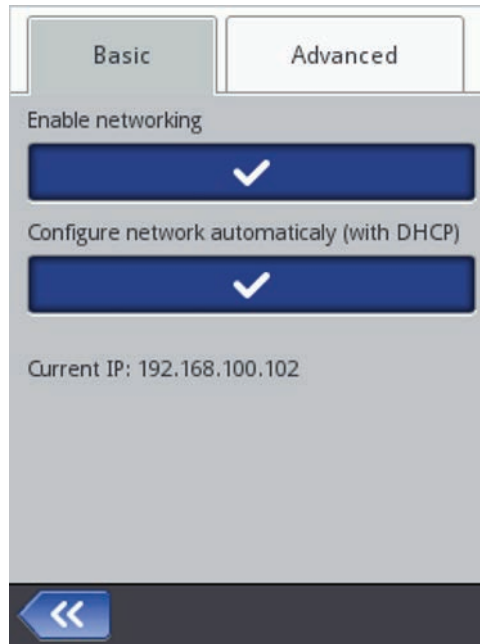 Basic
Advanced
Enable networking
Configure network automaticaly (with DHCP)
Current IP: 192.168.100.102